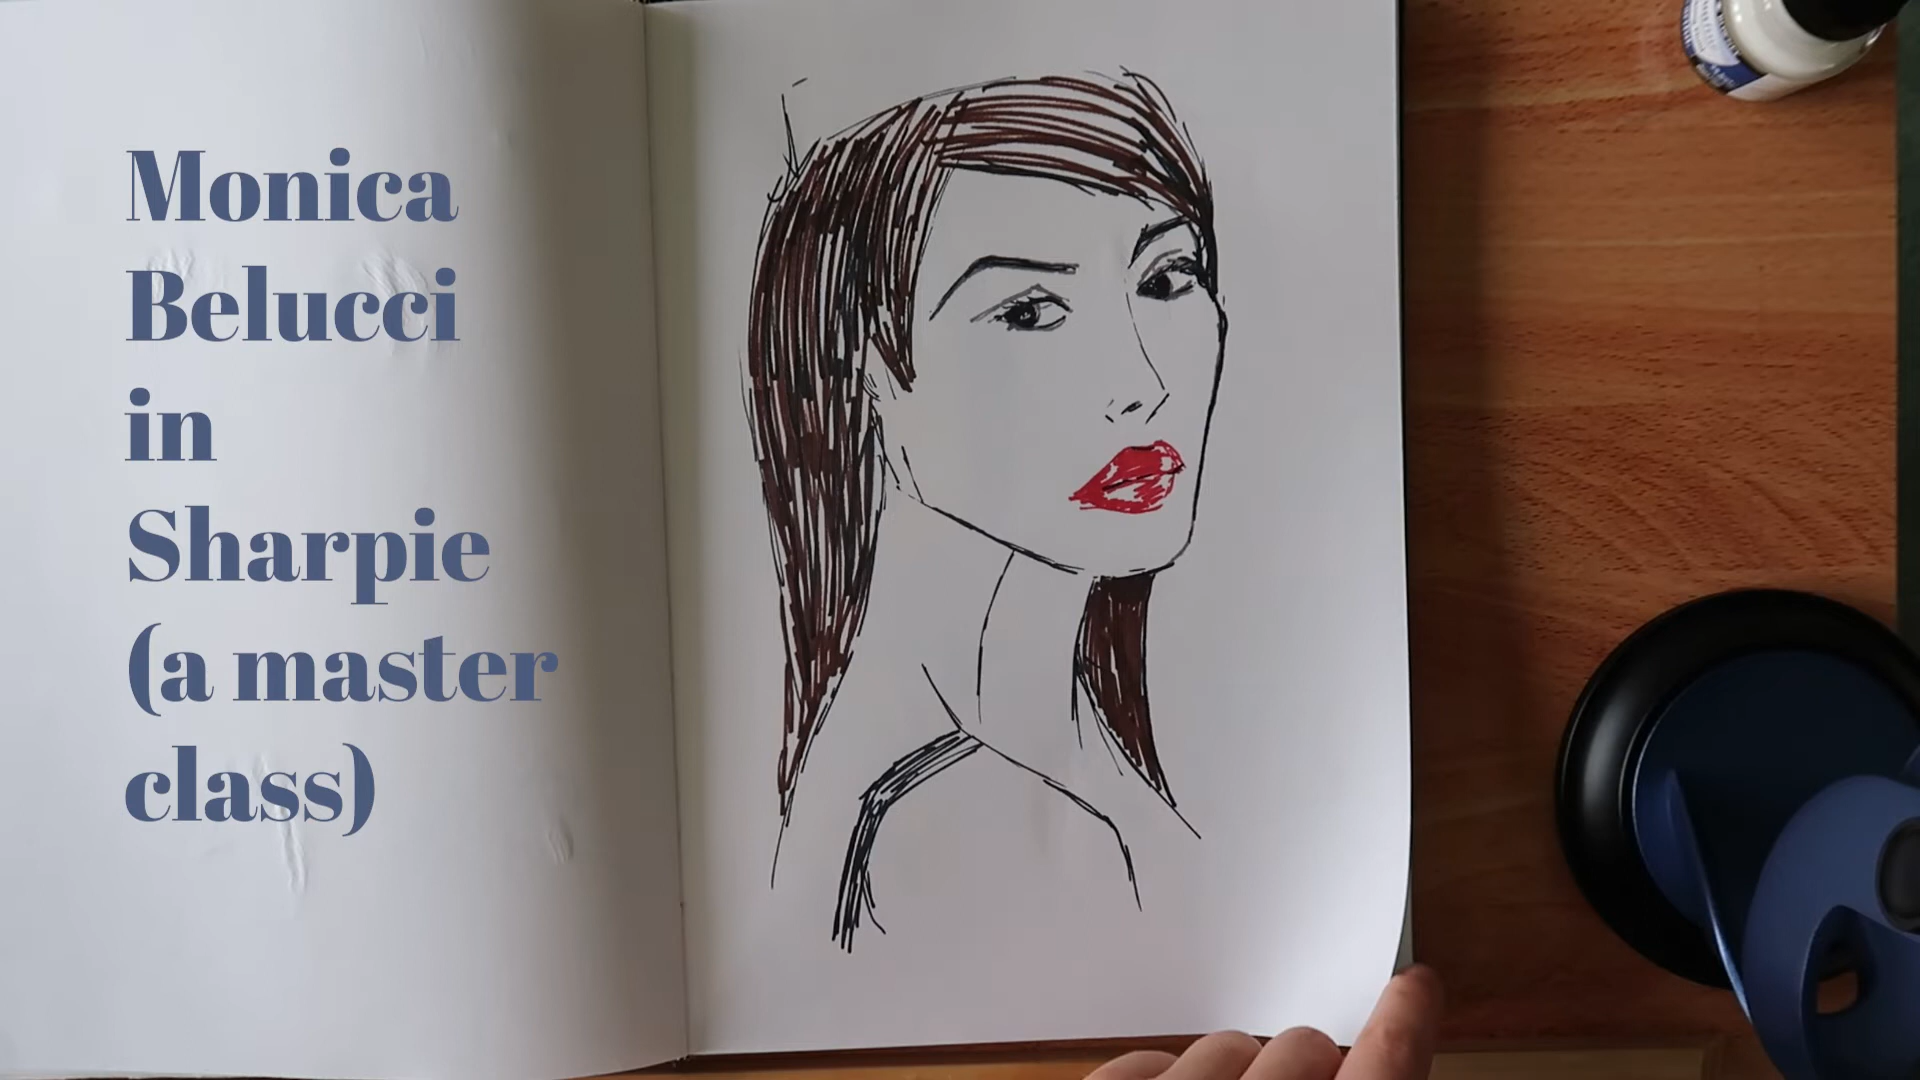 Monica
Belucci
in
Sharpie
(a master
class)